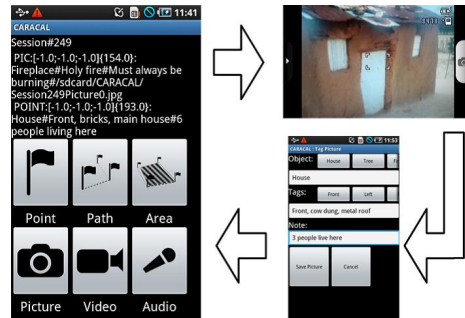 11:41
CARACAL
Session#249
PIC:[-1.0;-1.0;-1.0]{154.0}:
Fireplace#Holy fire#Must always be
burning#/sdcard/CARACAL/
Session249Picture0.jpg
POINT:[-1.0;-1.0;-1.0]{193.0}:
House#Front, bricks, main house#6
people living here
Point Path Area
Picture Video Audio
11:53
CARACAL: Tag Picture
Object: House Tree
House
Tags: Front Left
Front, cow dung, metal roof
Note:
3 people live here
Save Picture Cancel